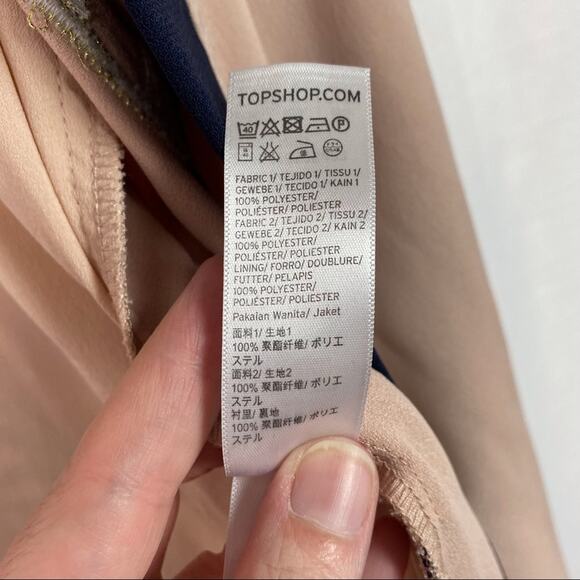 TOPSHOP.COM
40
P
FABRIC 1/ TEJIDO 1/ TISSU 1/
GEWEBE 1/ TECIDO 1/ KAIN 1
100% POLYESTER/
POLIÉSTER/ POLIESTER
FABRIC 2/ TEJIDO 2/ TISSU 2/
GEWEBE 2/ TECIDO 2/ KAIN 2
100% POLYESTER/
POLIÉSTER/ POLIESTER
LINING/ FORRO/ DOUBLURE/
FUTTER/ PELAPIS
100% POLYESTER/
POLIÉSTER/ POLIESTER
Pakaian Wanita/ Jaket
面料1/ 生地1
100% 聚酯纤维/ ポリエ
ステル
面料2/ 生地2
100% 聚酯纤维/ ポリエ
ステル
衬里/ 裏地
100% 聚酯纤维/ ポリエ
ステル